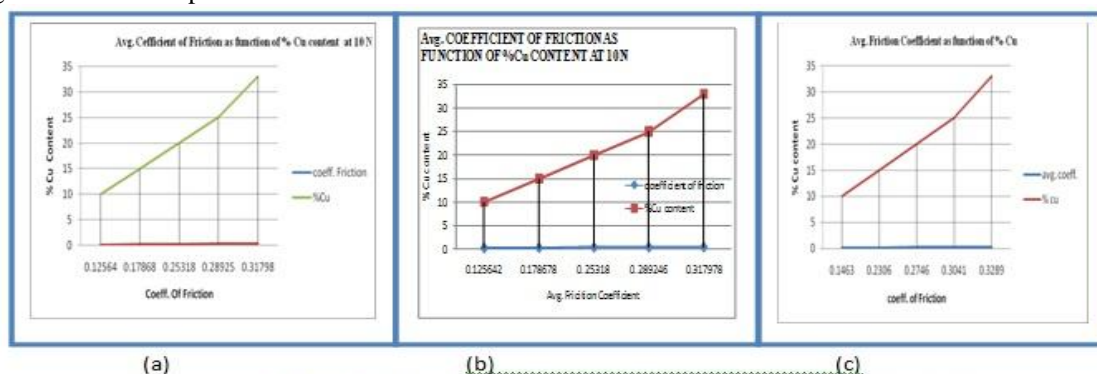 Avg. Cefficient of Friction as function of % Cu content at 10 N
35
30
25
20
15
10
5
0
% Cu Content
0.12564 0.17868 0.25318 0.28925 0.31798
Coeff. Of Friction
coeff. Friction
%Cu
(a)
Avg. COEFFICIENT OF FRICTION AS
FUNCTION OF %Cu CONTENT AT 10 N
35
30
25
20
15
10
5
0
% Cu content
0.125642 0.178678 0.25318 0.289246 0.317978
Avg. Fricition Coefficient
coefficient of friction
%Cu content
(b)
Avg. Friction Coefficient as function of % Cu
35
30
25
20
15
10
5
0
% Cu content
0.1463 0.2306 0.2746 0.3041 0.3289
coeff. of Friction
avg.coeff.
% cu
(c)